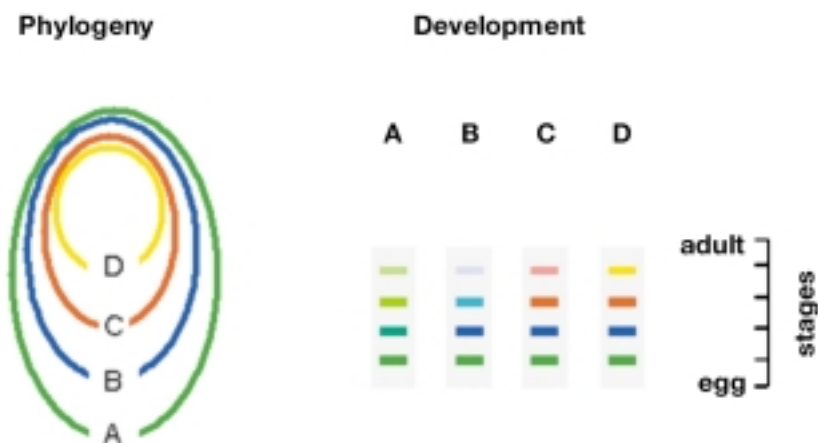 Phylogeny
Development
A B C D
adult
stages
egg
D
C
B
A